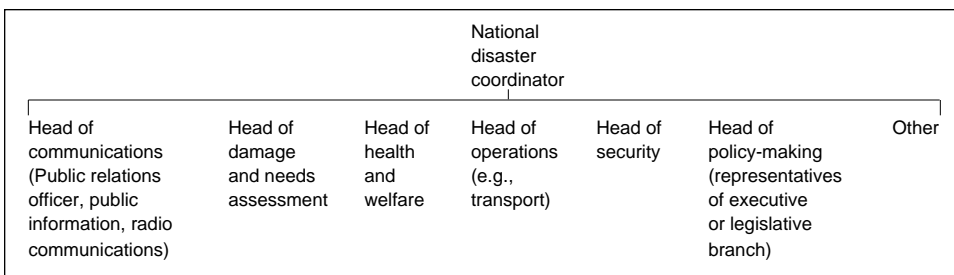 National
disaster
coordinator
Head of
communications
(Public relations
officer, public
information, radio
communications)
Head of
damage
and needs
assessment
Head of
health
and
welfare
Head of
operations
(e.g.,
transport)
Head of
security
Head of
policy-making
(representatives
of executive
or legislative
branch)
Other